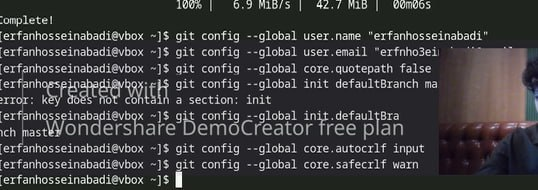 100% |   6.9 MiB/s |  42.7 MiB |  00m06s
Complete!
[erfanhosseinabadi@vbox ~]$ git config --global user.name "erfanhosseinabadi"
[erfanhosseinabadi@vbox ~]$ git config --global user.email
[erfanhosseinabadi@vbox ~]$ git config --global core.quotepath false
[erfanhosseinabadi@vbox ~]$ git config --global init defaultBranch ma
Created with
error: key does not contain a section: init
[erfanhosseinabadi@vbox ~]$ git config --global init.defaultBra
Wondershare DemoCreator free plan
nch master
[erfanhosseinabadi@vbox ~]$ git config --global core.autocrlf input
[erfanhosseinabadi@vbox ~]$ git config --global core.safecrlf warn
[erfanhosseinabadi@vbox ~]$